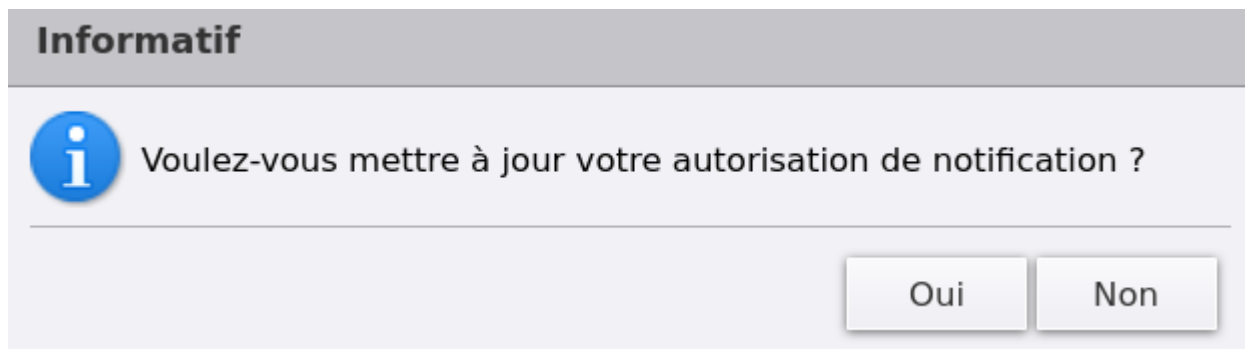 Informatif
Voulez-vous mettre à jour votre autorisation de notification ?
Oui Non